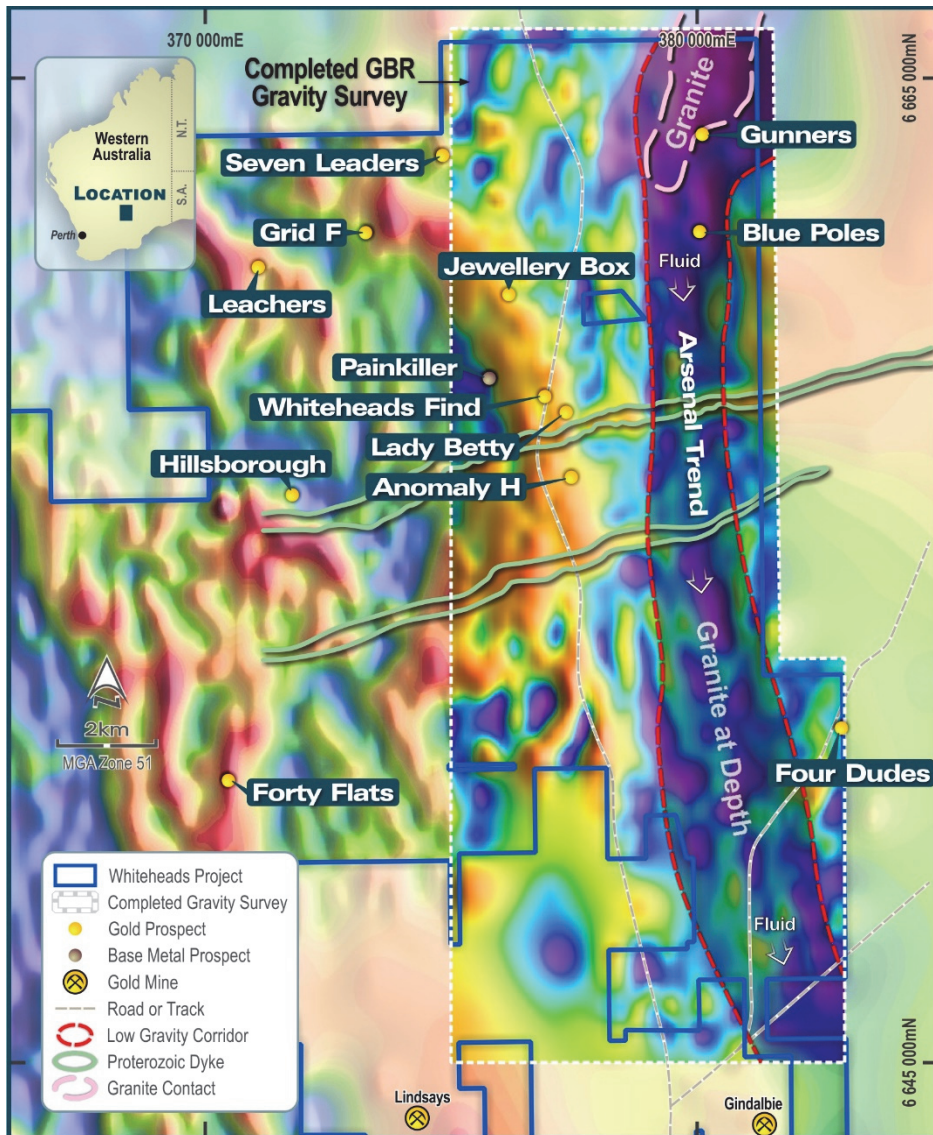 370 000mE
380 000mE
6 665 000mN
Completed GBR
Gravity Survey
Western
Australia
N.T.
S.A.
LOCATION
Perth
Granite
Gunners
Seven Leaders
Grid F
Blue Poles
Jewellery Box
Fluid
Leachers
Arsenal Trend
Painkiller
Whiteheads Find
Lady Betty
Hillsborough
Anomaly H
Granite at Depth
2km
MGA Zone 51
Four Dudes
Forty Flats
Whiteheads Project
Completed Gravity Survey
Gold Prospect
Base Metal Prospect
Gold Mine
Road or Track
Low Gravity Corridor
Proterozoic Dyke
Granite Contact
Fluid
6 645 000mN
Lindsays
Gindalbie